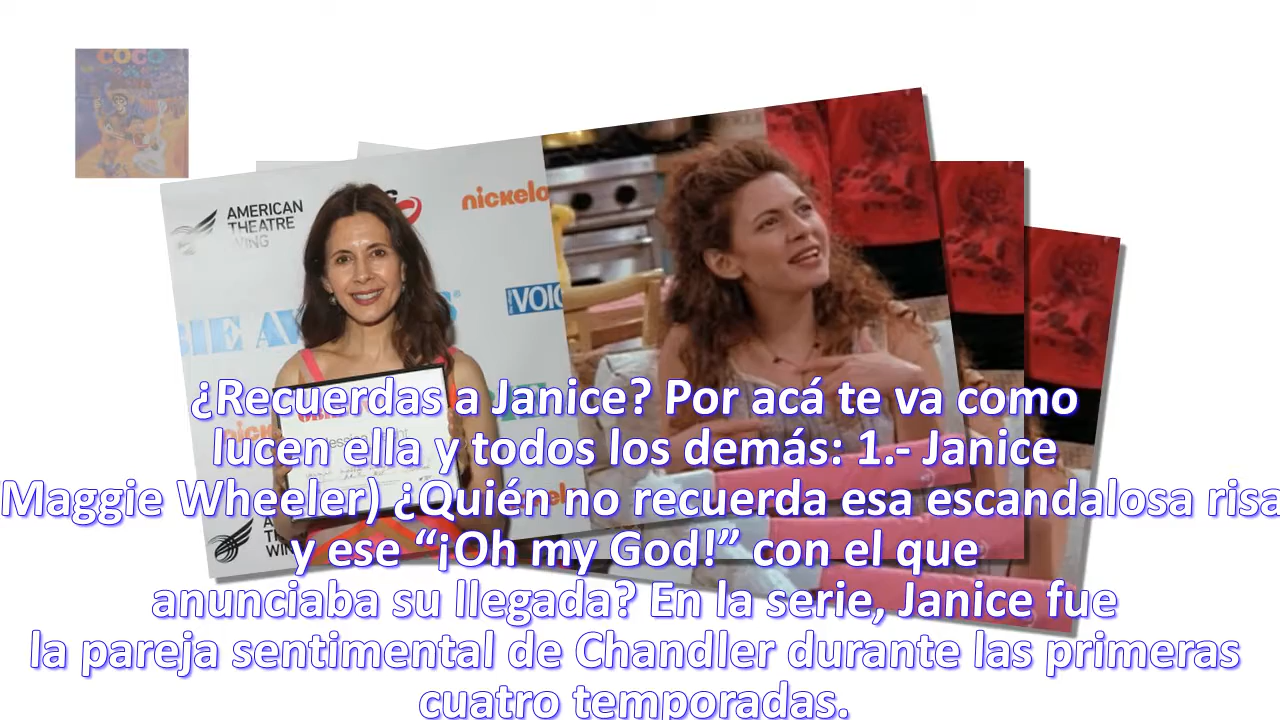 COCO
AMERICAN
THEATRE
WING
nickelo
VOIC
¿Recuerdas a Janice? Por acá te va como
lucen ella y todos los demás: 1.- Janice
Maggie Wheeler) ¿Quién no recuerda esa escandalosa risa
y ese “¡Oh my God!” con el que
anunciaba su llegada? En la serie, Janice fue
la pareja sentimental de Chandler durante las primeras
cuatro temporadas.